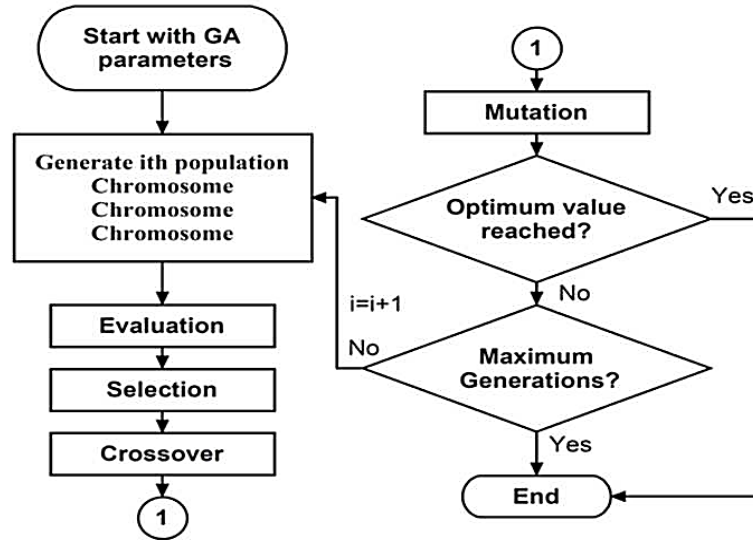 Start with GA
parameters
Generate ith population
Chromosome
Chromosome
Chromosome
Evaluation
Selection
Crossover
1
1
Mutation
Optimum value
reached?
Yes
No
i=i+1
No
Maximum
Generations?
Yes
End